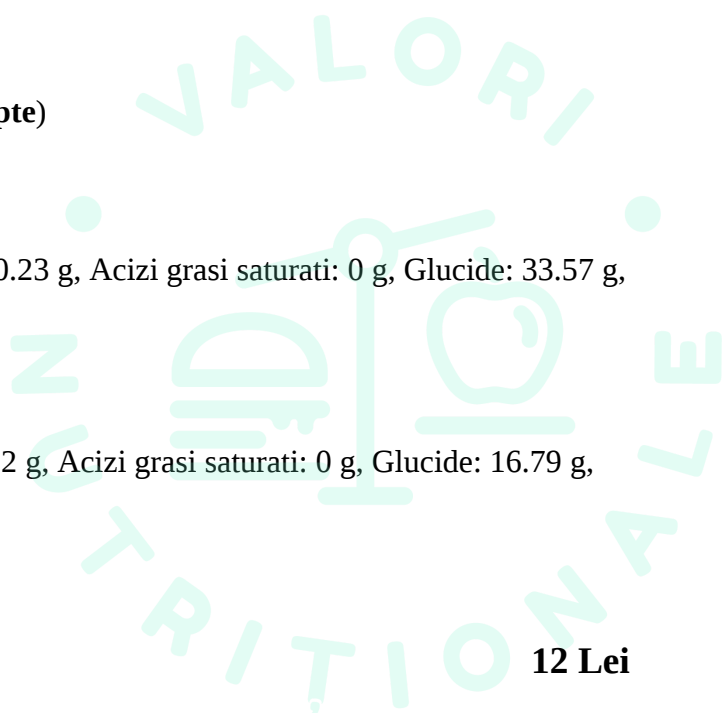 VALORI
pte)
0.23 g, Acizi grasi saturati: 0 g, Glucide: 33.57 g,
2 g, Acizi grasi saturati: 0 g, Glucide: 16.79 g,
NUTRIȚIONALE
12 Lei